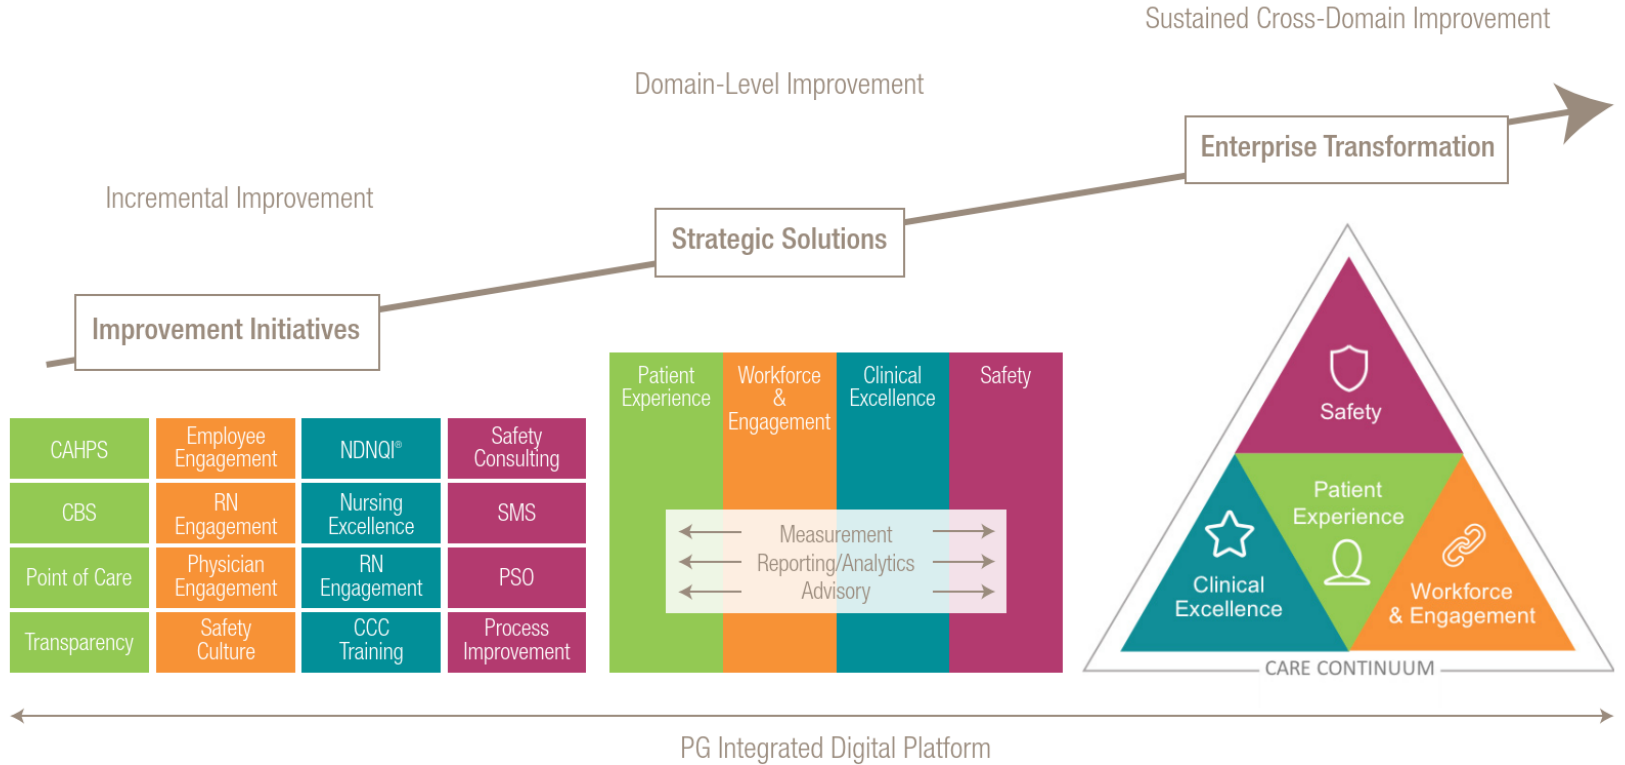 Sustained Cross-Domain Improvement
Domain-Level Improvement
Incremental Improvement
Enterprise Transformation
Strategic Solutions
Improvement Initiatives
CAHPS
Employee
Engagement
NDNQI®
Safety
Consulting
CBS
RN
Engagement
Nursing
Excellence
SMS
Point of Care
Physician
Engagement
RN
Engagement
PSO
Transparency
Safety
Culture
CCC
Training
Process
Improvement
Patient
Experience
Workforce
&
Engagement
Clinical
Excellence
Safety
Measurement
Reporting/Analytics
Advisory
Safety
Patient
Experience
Clinical
Excellence
Workforce
& Engagement
CARE CONTINUUM
PG Integrated Digital Platform